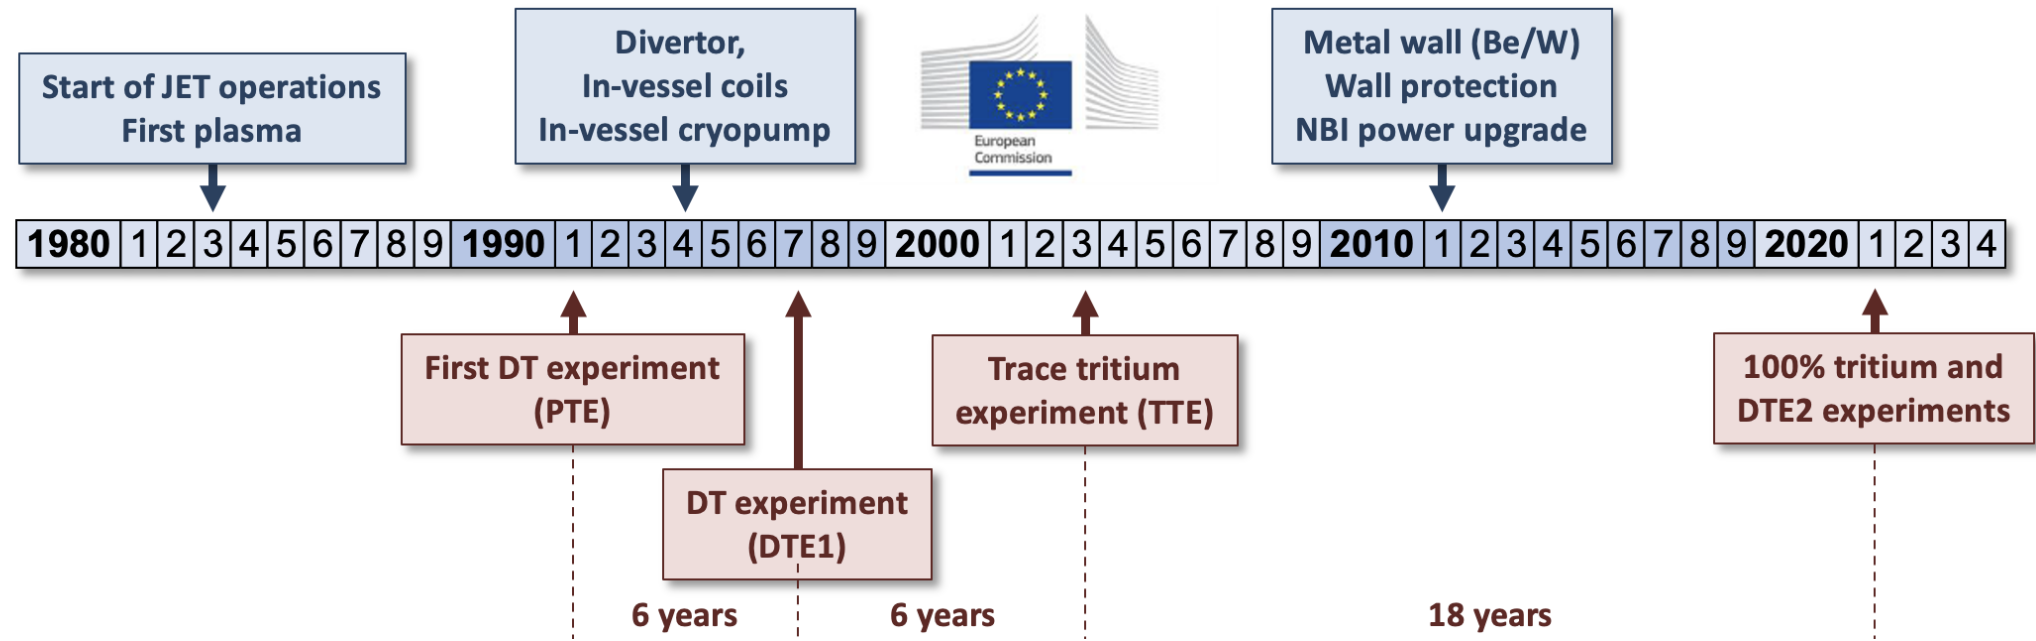 Start of JET operations
First plasma
Divertor,
In-vessel coils
In-vessel cryopump
European
Commission
Metal wall (Be/W)
Wall protection
NBI power upgrade
1980 1 2 3 4 5 6 7 8 9 1990 1 2 3 4 5 6 7 8 9 2000 1 2 3 4 5 6 7 8 9 2010 1 2 3 4 5 6 7 8 9 2020 1 2 3 4
First DT experiment
(PTE)
DT experiment
(DTE1)
Trace tritium
experiment (TTE)
100% tritium and
DTE2 experiments
6 years
6 years
18 years